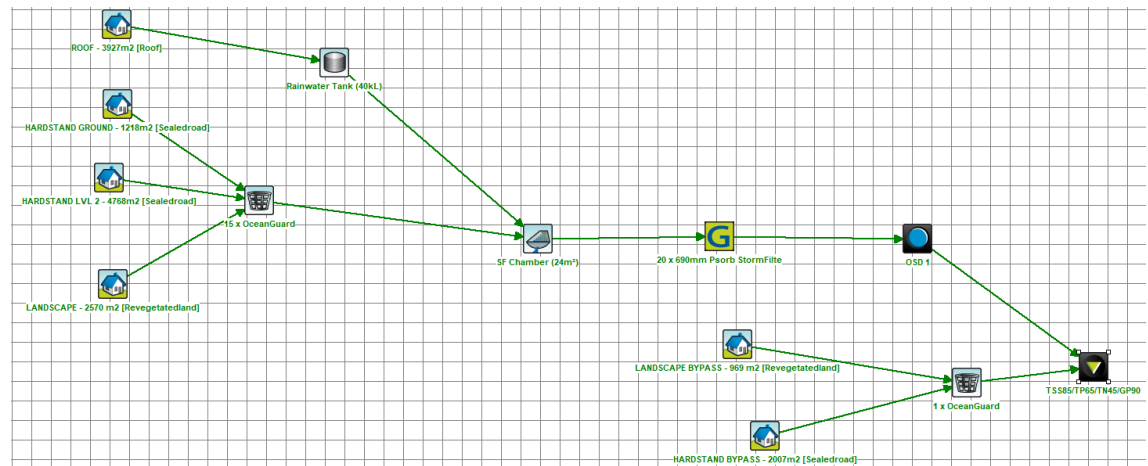 ROOF - 3927m2 [Roof]
Rainwater Tank (40kL)
HARDSTAND GROUND - 1218m2 [Sealedroad]
HARDSTAND LVL 2 - 4768m2 [Sealedroad]
15 x OceanGuard
LANDSCAPE - 2570 m2 [Revegetatedland]
SF Chamber (24m²)
G
20 x 690mm Psorb StormFilte
OSD 1
LANDSCAPE BYPASS - 969 m2 [Revegetatedland]
1 x OceanGuard
TSS85/TP65/TN45/GP90
HARDSTAND BYPASS - 2007m2 [Sealedroad]